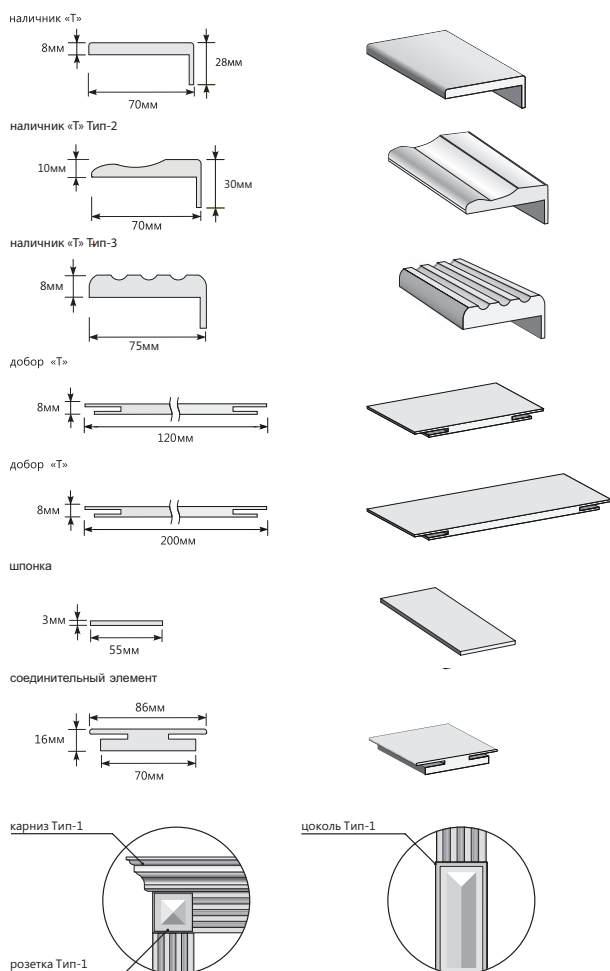 наличник «Т»
8мм
28мм
70мм
наличник «Т» Тип-2
10мм
30мм
70мм
наличник «Т» Тип-3
8мм
75мм
добор «Т»
8мм
120мм
добор «Т»
8мм
200мм
шпонка
3мм
55мм
соединительный элемент
86мм
16мм
70мм
карниз Тип-1
цоколь Тип-1
розетка Тип-1